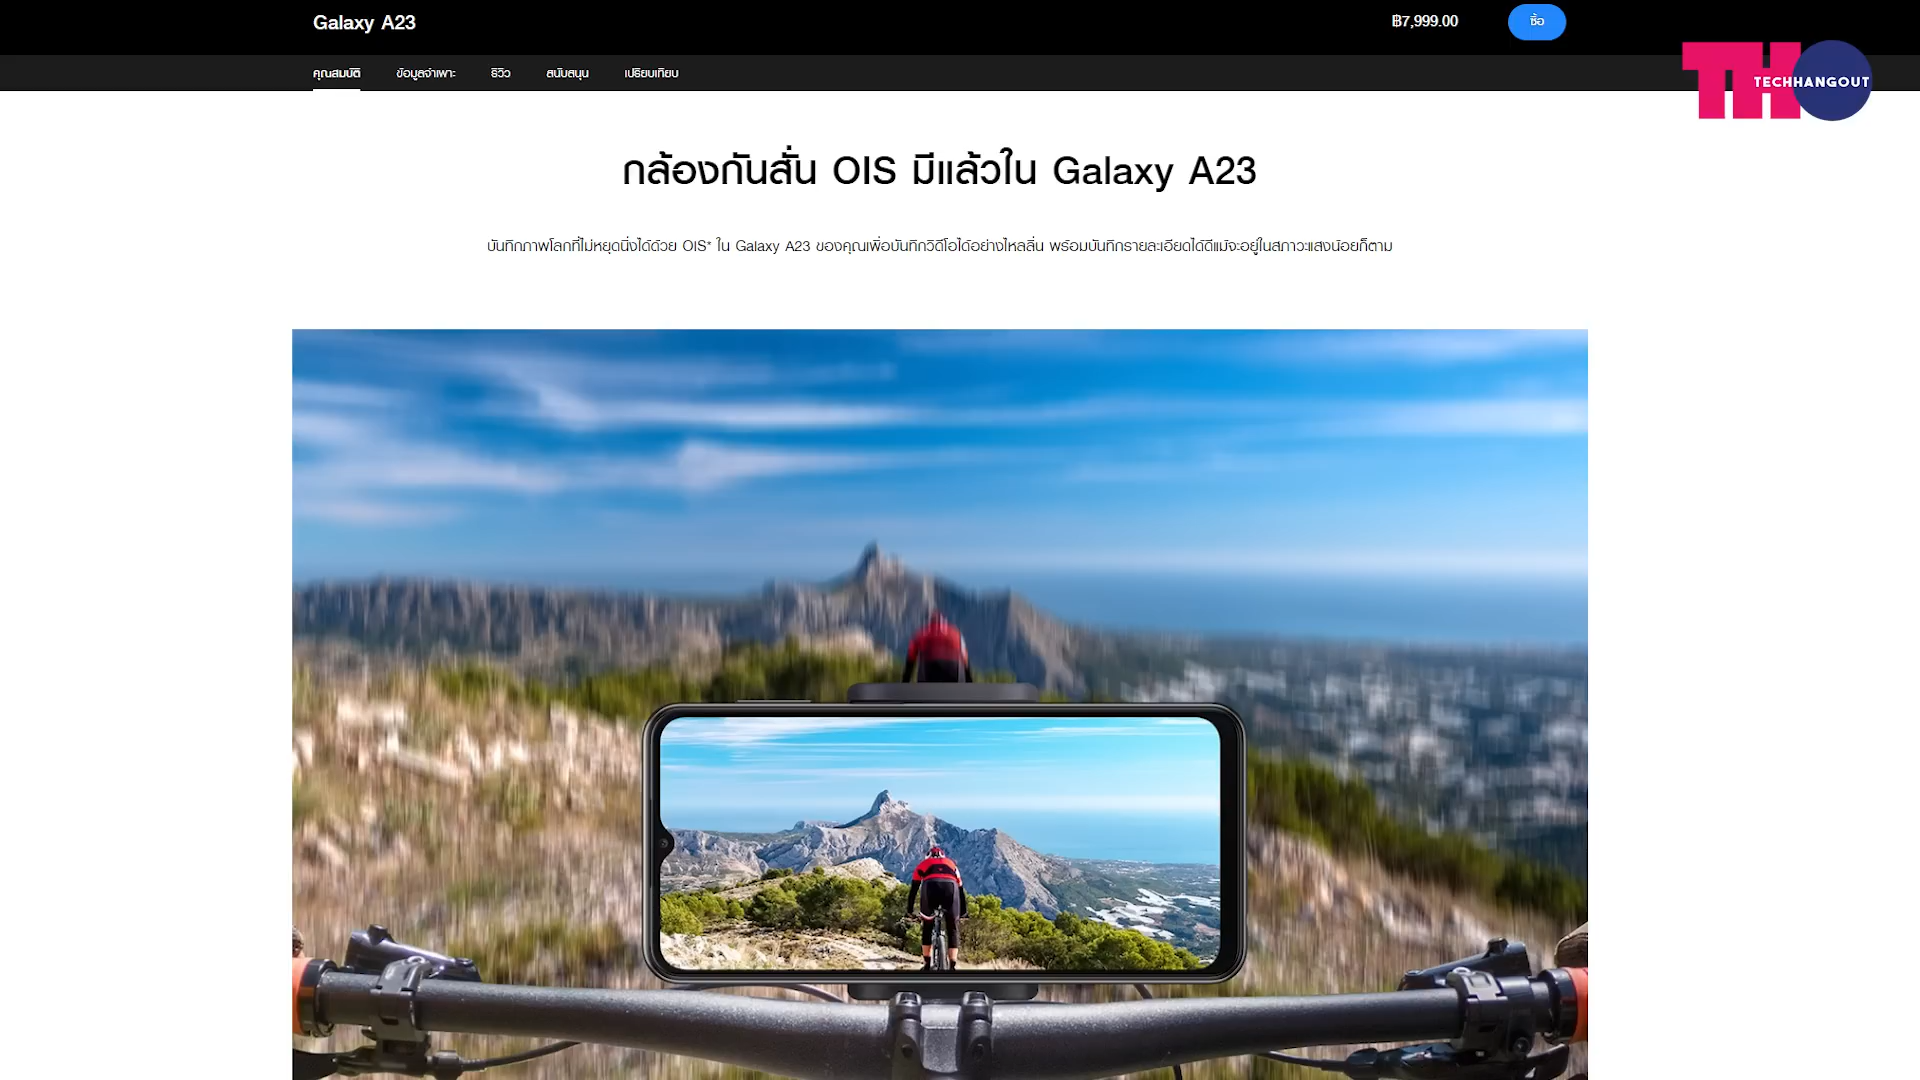 Galaxy A23
฿7,999.00
ซื้อ
คุณสมบัติ ข้อมูลจำเพาะ รีวิว สนับสนุน เปรียบเทียบ
TH
TECHHANGOUT
กล้องกันสั่น OIS มีแล้วใน Galaxy A23
บันทึกภาพโลกที่ไม่หยุดนิ่งได้ด้วย OIS* ใน Galaxy A23 ของคุณเพื่อบันทึกวิดีโอได้อย่างไหลลื่น พร้อมบันทึกรายละเอียดได้ดีแม้จะอยู่ในสภาวะแสงน้อยก็ตาม